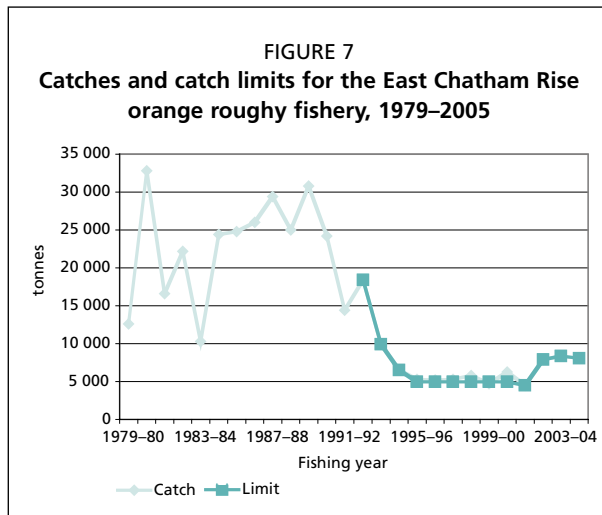 FIGURE 7
Catches and catch limits for the East Chatham Rise
orange roughy fishery, 1979–2005
35 000
30 000
25 000
20 000
15 000
10 000
5 000
0
tonnes
1979–80 1983–84 1987–88 1991–92 1995–96 1999–00 2003–04
Fishing year
Catch Limit